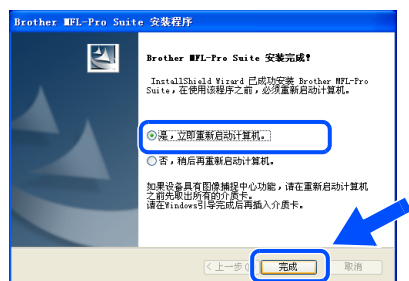 Brother MFL-Pro Suite 安装程序
Brother MFL-Pro Suite 安装完成!
InstallShield Wizard 已成功安装 Brother MFL-Pro
Suite，在使用该程序之前，必须重新启动计算机。
是，立即重新启动计算机。
否，稍后再重新启动计算机。
如果设备具有图像捕捉中心功能，请在重新启动计算机
之前先取出所有的介质卡。
请在Windows引导完成后再插入介质卡。
<上一步( 完成 取消